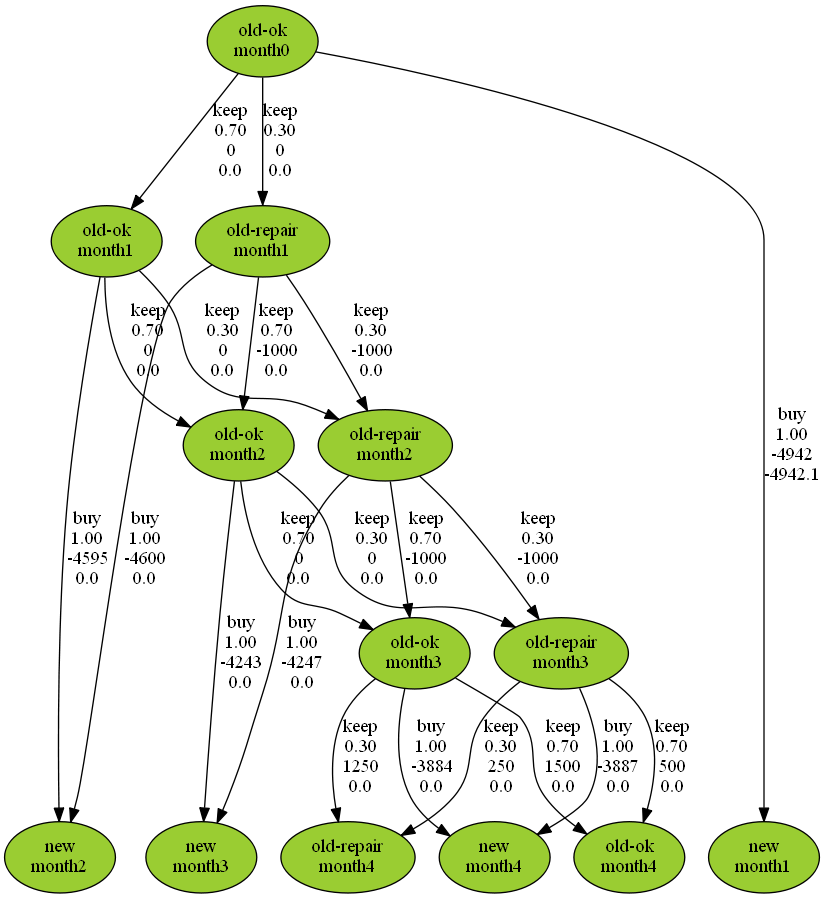 old-ok
month0
keep
0.70
0
0.0
keep
0.30
0
0.0
old-ok
month1
old-repair
month1
keep
0.70
0
0.0
keep
0.30
0
0.0
keep
0.70
-1000
0.0
keep
0.30
-1000
0.0
buy
1.00
-4942
-4942.1
old-ok
month2
old-repair
month2
buy
1.00
-4595
0.0
buy
1.00
-4600
0.0
keep
0.70
0
0.0
keep
0.30
0
0.0
keep
0.70
-1000
0.0
keep
0.30
-1000
0.0
buy
1.00
-4243
0.0
buy
1.00
-4247
0.0
old-ok
month3
old-repair
month3
keep
0.30
1250
0.0
buy
1.00
-3884
0.0
keep
0.30
250
0.0
keep
0.70
1500
0.0
buy
1.00
-3887
0.0
keep
0.70
500
0.0
new
month2
new
month3
old-repair
month4
new
month4
old-ok
month4
new
month1